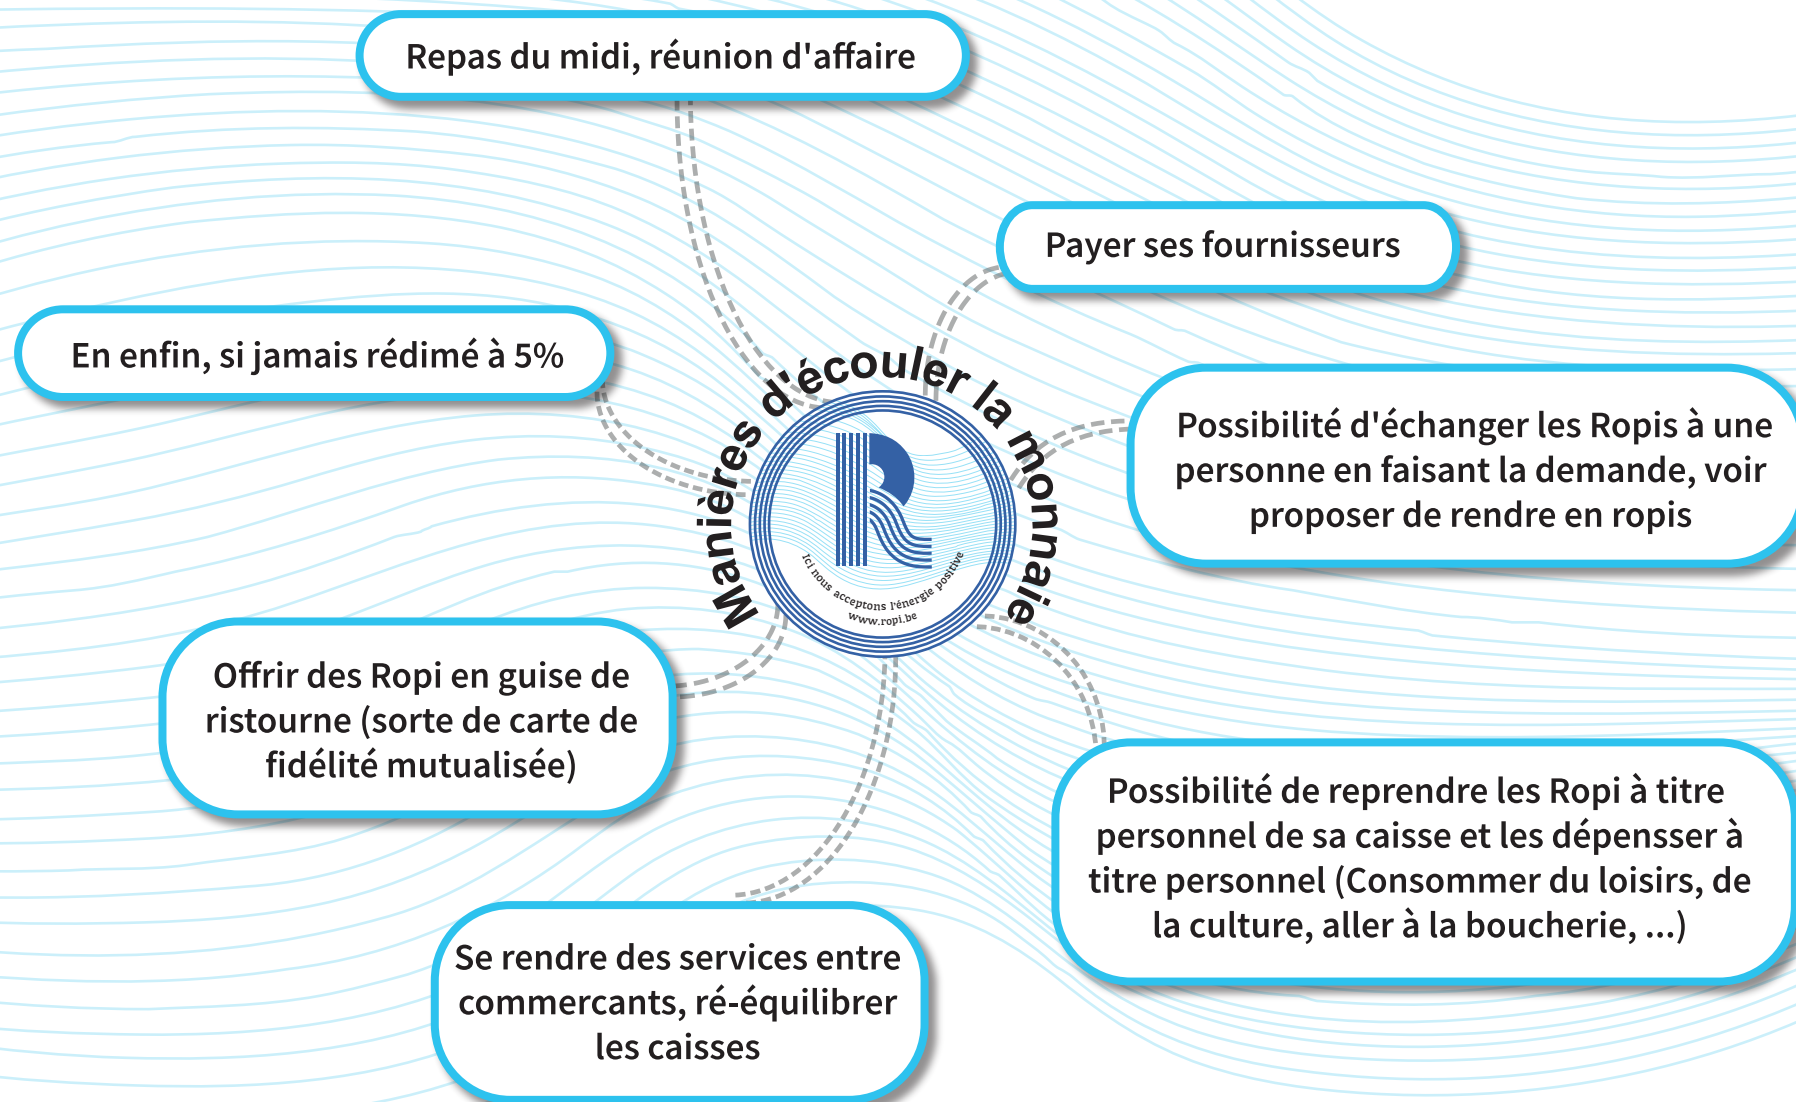 Repas du midi, réunion d'affaire
Payer ses fournisseurs
En enfin, si jamais rédimé à 5%
Manières d'écouler la monnaie
Possibilité d'échanger les Ropis à une
personne en faisant la demande, voir
proposer de rendre en ropis
R
Ici nous acceptons l'énergie positive
www.ropi.be
Offrir des Ropi en guise de
ristourne (sorte de carte de
fidélité mutualisée)
Possibilité de reprendre les Ropi à titre
personnel de sa caisse et les dépensser à
titre personnel (Consommer du loisirs, de
la culture, aller à la boucherie, ...)
Se rendre des services entre
commercants, ré-équilibrer
les caisses